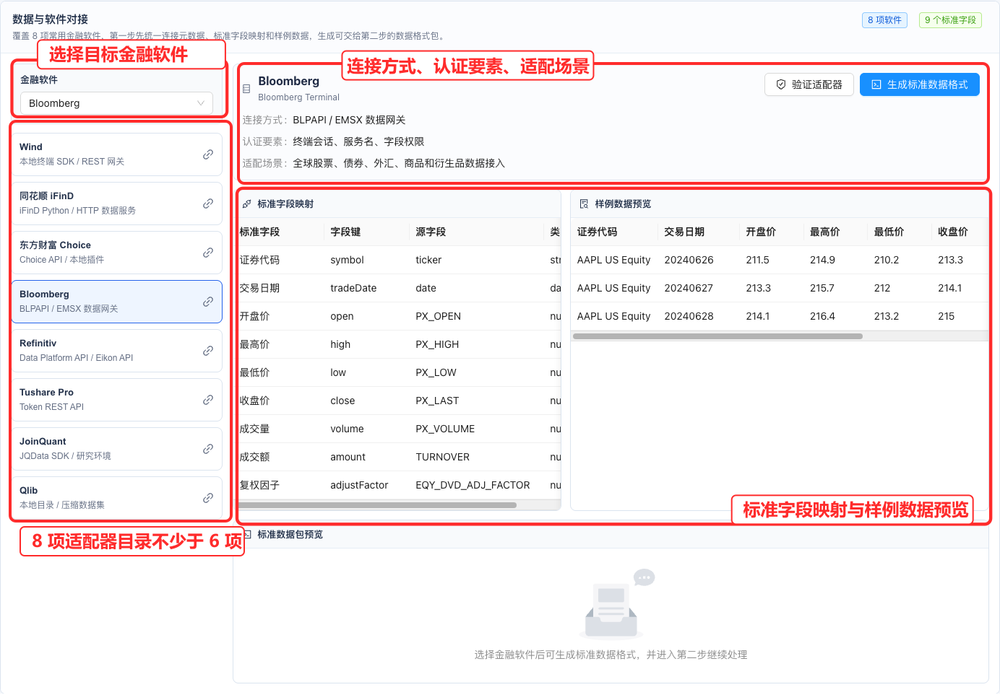 数据与软件对接
8 项软件
9 个标准字段
覆盖 8 项常用金融软件，第一步先统一连接元数据、标准字段映射和样例数据，生成可交给第二步的数据格式包。
选择目标金融软件
连接方式、认证要素、适配场景
金融软件
Bloomberg
Wind
本地终端 SDK / REST 网关
同花顺 iFinD
iFinD Python / HTTP 数据服务
东方财富 Choice
Choice API / 本地插件
Bloomberg
BLPAPI / EMSX 数据网关
Refinitiv
Data Platform API / Eikon API
Tushare Pro
Token REST API
JoinQuant
JQData SDK / 研究环境
Qlib
本地目录 / 压缩数据集
8 项适配器目录不少于 6 项
Bloomberg
Bloomberg Terminal
验证适配器
生成标准数据格式
连接方式： BLPAPI / EMSX 数据网关
认证要素： 终端会话、服务名、字段权限
适配场景： 全球股票、债券、外汇、商品和衍生品数据接入
标准字段映射
标准字段 字段键 源字段 类
证券代码 symbol ticker str
交易日期 tradeDate date da
开盘价 open PX_OPEN nu
最高价 high PX_HIGH nu
最低价 low PX_LOW nu
收盘价 close PX_LAST nu
成交量 volume PX_VOLUME nu
成交额 amount TURNOVER nu
复权因子 adjustFactor EQY_DVD_ADJ_FACTOR nu
样例数据预览
证券代码 交易日期 开盘价 最高价 最低价 收盘价
AAPL US Equity 20240626 211.5 214.9 210.2 213.3
AAPL US Equity 20240627 213.3 215.7 212 214.1
AAPL US Equity 20240628 214.1 216.4 213.2 215
标准字段映射与样例数据预览
标准数据包预览
选择金融软件后可生成标准数据格式，并进入第二步继续处理